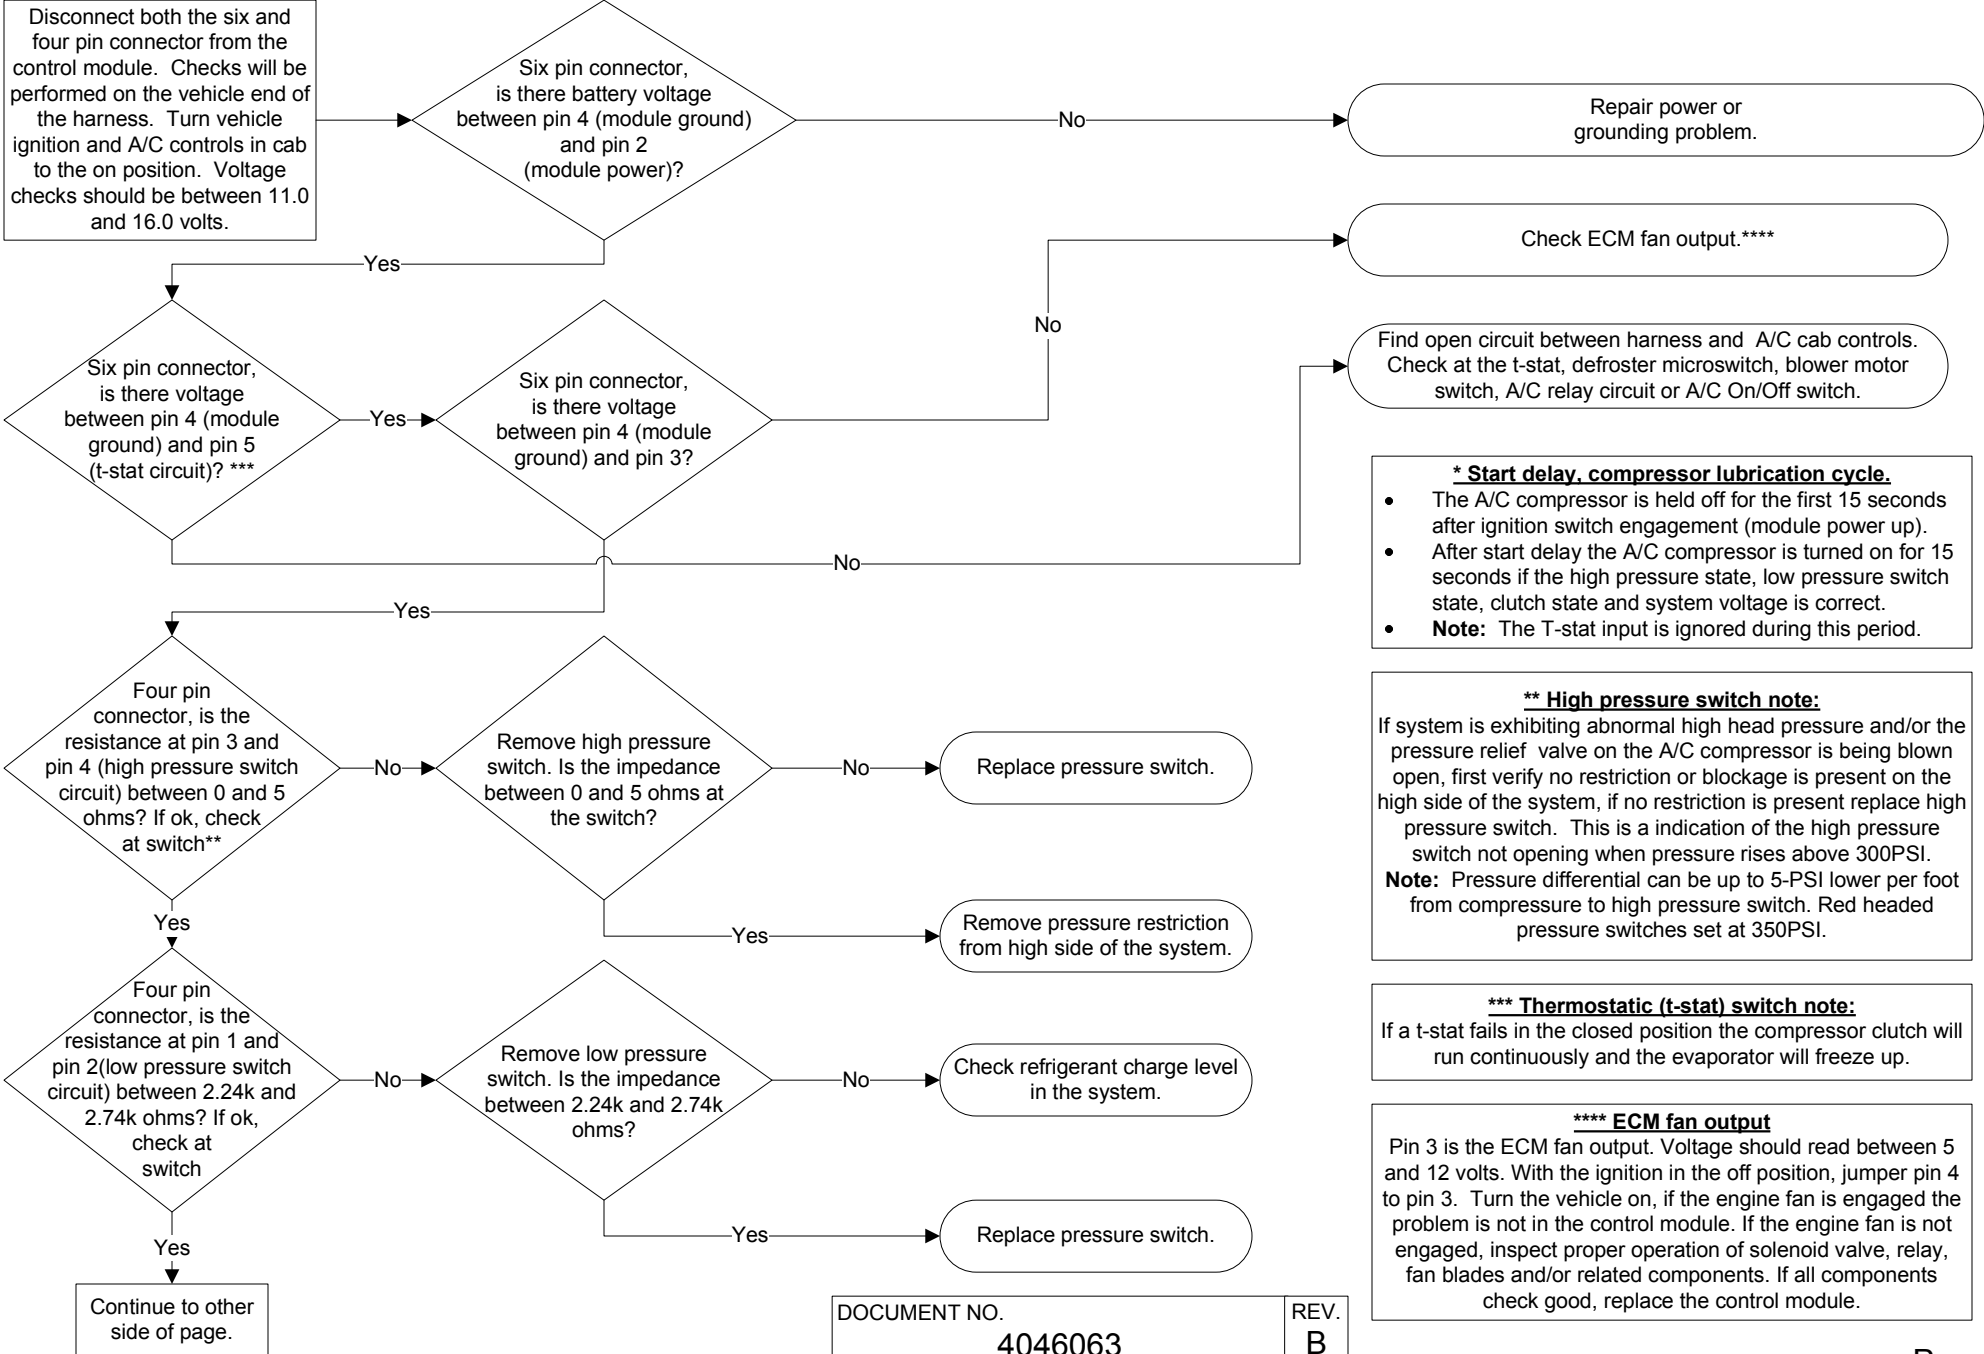 Disconnect both the six and
four pin connector from the
control module.  Checks will be
performed on the vehicle end of
the harness.  Turn vehicle
ignition and A/C controls in cab
to the on position.  Voltage
checks should be between 11.0
and 16.0 volts.
Six pin connector,
is there battery voltage
between pin 4 (module ground)
and pin 2
(module power)?
No
Repair power or
grounding problem.
Yes
Check ECM fan output.****
No
Six pin connector,
is there voltage
between pin 4 (module
ground) and pin 5
(t-stat circuit)? ***
Yes
Six pin connector,
is there voltage
between pin 4 (module
ground) and pin 3?
Find open circuit between harness and  A/C cab controls.
Check at the t-stat, defroster microswitch, blower motor
switch, A/C relay circuit or A/C On/Off switch.
No
Yes
Four pin
connector, is the
resistance at pin 3 and
pin 4 (high pressure switch
circuit) between 0 and 5
ohms? If ok, check
at switch**
No
Remove high pressure
switch. Is the impedance
between 0 and 5 ohms at
the switch?
No
Replace pressure switch.
Yes
Remove pressure restriction
from high side of the system.
Yes
Four pin
connector, is the
resistance at pin 1 and
pin 2(low pressure switch
circuit) between 2.24k and
2.74k ohms? If ok,
check at
switch
No
Remove low pressure
switch. Is the impedance
between 2.24k and 2.74k
ohms?
No
Check refrigerant charge level
in the system.
Yes
Replace pressure switch.
Yes
Continue to other
side of page.
* Start delay, compressor lubrication cycle.
• The A/C compressor is held off for the first 15 seconds
after ignition switch engagement (module power up).
• After start delay the A/C compressor is turned on for 15
seconds if the high pressure state, low pressure switch
state, clutch state and system voltage is correct.
• Note:  The T-stat input is ignored during this period.
** High pressure switch note:
If system is exhibiting abnormal high head pressure and/or the
pressure relief  valve on the A/C compressor is being blown
open, first verify no restriction or blockage is present on the
high side of the system, if no restriction is present replace high
pressure switch.  This is a indication of the high pressure
switch not opening when pressure rises above 300PSI.
Note:  Pressure differential can be up to 5-PSI lower per foot
from compressure to high pressure switch. Red headed
pressure switches set at 350PSI.
*** Thermostatic (t-stat) switch note:
If a t-stat fails in the closed position the compressor clutch will
run continuously and the evaporator will freeze up.
**** ECM fan output
Pin 3 is the ECM fan output. Voltage should read between 5
and 12 volts. With the ignition in the off position, jumper pin 4
to pin 3.  Turn the vehicle on, if the engine fan is engaged the
problem is not in the control module. If the engine fan is not
engaged, inspect proper operation of solenoid valve, relay,
fan blades and/or related components. If all components
check good, replace the control module.
DOCUMENT NO.
4046063
REV.
B